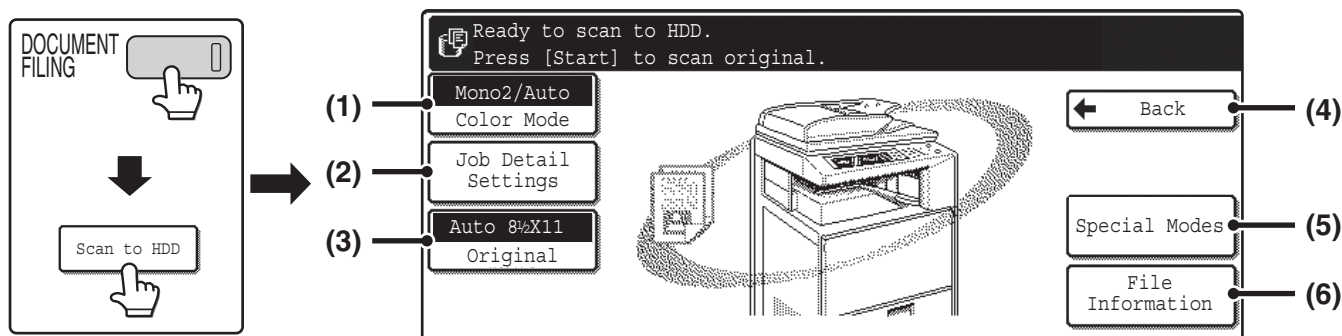 DOCUMENT
FILING
Scan to HDD
Ready to scan to HDD.
Press [Start] to scan original.
(1)
Mono2/Auto
Color Mode
(2)
Job Detail
Settings
(3)
Auto 8½X11
Original
Back
(4)
Special Modes
(5)
File
Information
(6)